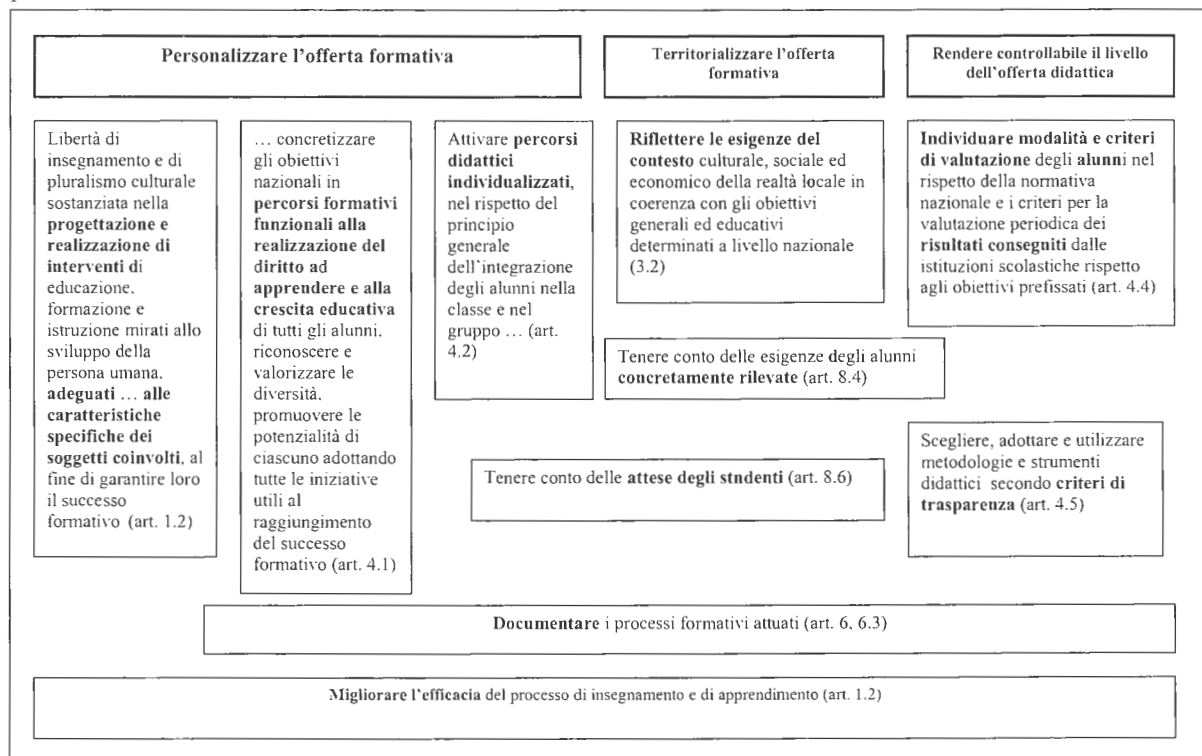 Personalizzare l'offerta formativa
Territorializzare l'offerta
formativa
Rendere controllabile il livello
dell'offerta didattica
Libertà di
insegnamento e di
pluralismo culturale
sostanziata nella
progettazione e
realizzazione di
interventi di
educazione,
formazione e
istruzione mirati allo
sviluppo della
persona umana,
adeguati … alle
caratteristiche
specifiche dei
soggetti coinvolti, al
fine di garantire loro
il successo
formativo (art. 1.2)
… concretizzare
gli obiettivi
nazionali in
percorsi formativi
funzionali alla
realizzazione del
diritto ad
apprendere e alla
crescita educativa
di tutti gli alunni,
riconoscere e
valorizzare le
diversità,
promuovere le
potenzialità di
ciascuno adottando
tutte le iniziative
utili al
raggiungimento
del successo
formativo (art. 4.1)
Attivare percorsi
didattici
individualizzati,
nel rispetto del
principio
generale
dell'integrazione
degli alunni nella
classe e nel
gruppo … (art.
4.2)
Riflettere le esigenze del
contesto culturale, sociale ed
economico della realtà locale in
coerenza con gli obiettivi
generali ed educativi
determinati a livello nazionale
(3.2)
Individuare modalità e criteri
di valutazione degli alunni nel
rispetto della normativa
nazionale e i criteri per la
valutazione periodica dei
risultati conseguiti dalle
istituzioni scolastiche rispetto
agli obiettivi prefissati (art. 4.4)
Tenere conto delle esigenze degli alunni
concretamente rilevate (art. 8.4)
Tenere conto delle attese degli studenti (art. 8.6)
Scegliere, adottare e utilizzare
metodologie e strumenti
didattici secondo criteri di
trasparenza (art. 4.5)
Documentare i processi formativi attuati (art. 6, 6.3)
Migliorare l'efficacia del processo di insegnamento e di apprendimento (art. 1.2)